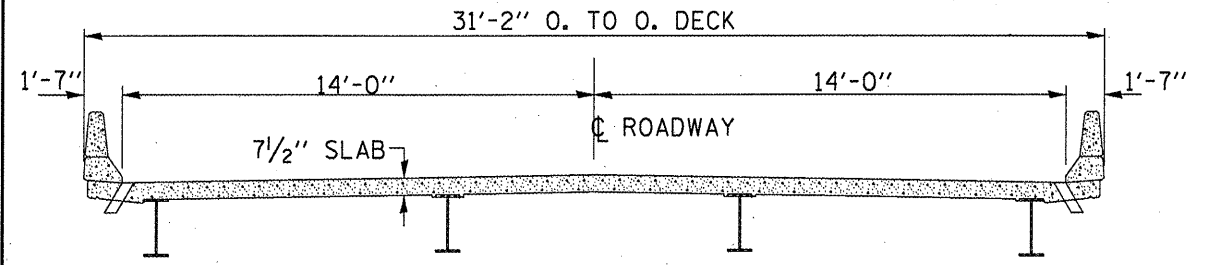 31'-2" O. TO O. DECK
1'-7" 14'-0" 14'-0" 1'-7"
℄ ROADWAY
7½" SLAB